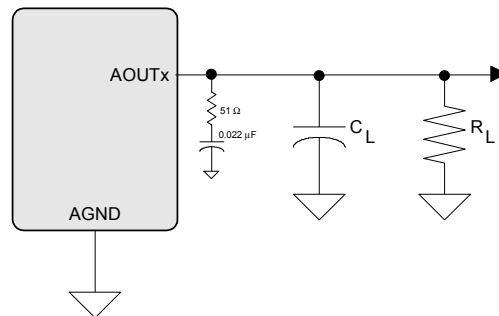 AOUTx
51 Ω
0.022 µF
C L
R L
AGND